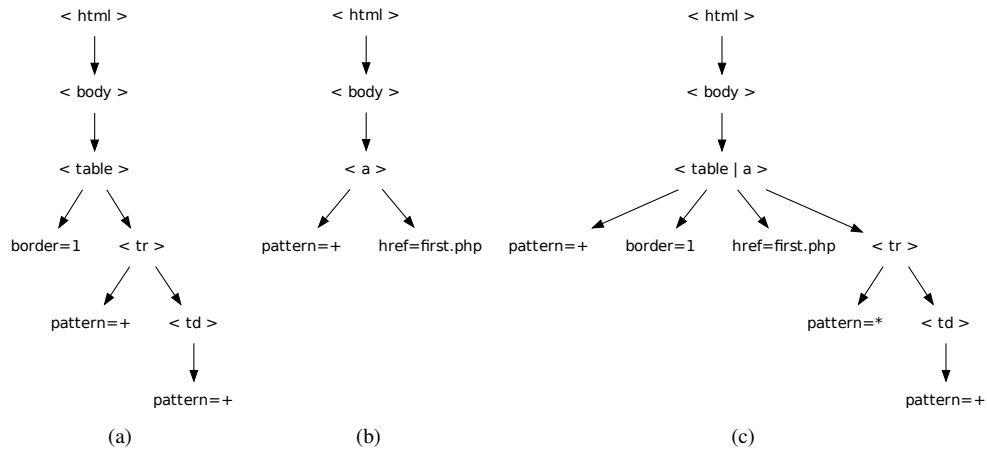 < html >
< body >
< table >
border=1
< tr >
pattern=+
< td >
pattern=+
(a)
< html >
< body >
< a >
pattern=+
href=first.php
(b)
< html >
< body >
< table | a >
pattern=+
border=1
href=first.php
< tr >
pattern=*
< td >
pattern=+
(c)